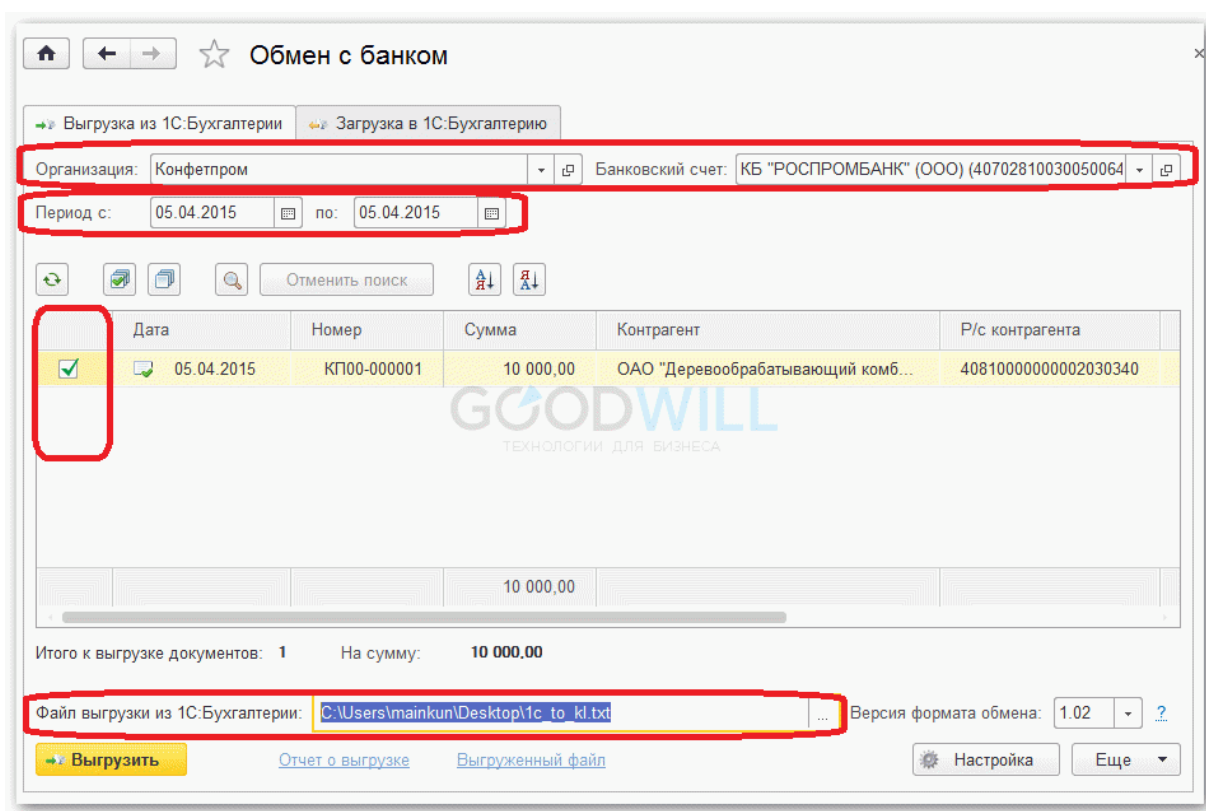 Обмен с банком
Выгрузка из 1С:Бухгалтерии Загрузка в 1С:Бухгалтерию
Организация: Конфетпром Банковский счет: КБ "РОСПРОМБАНК" (ООО) (40702810030050064
Период с: 05.04.2015 по: 05.04.2015
Отменить поиск
Дата Номер Сумма Контрагент Р/с контрагента
05.04.2015 КП00-000001 10 000,00 ОАО "Деревообрабатывающий комб... 40810000000002030340
GOODWILL
ТЕХНОЛОГИИ ДЛЯ БИЗНЕСА
10 000,00
Итого к выгрузке документов: 1 На сумму: 10 000,00
Файл выгрузки из 1С:Бухгалтерии: C:\Users\mainkun\Desktop\1c_to_kl.txt ... Версия формата обмена: 1.02 ?
Выгрузить Отчет о выгрузке Выгруженный файл Настройка Еще